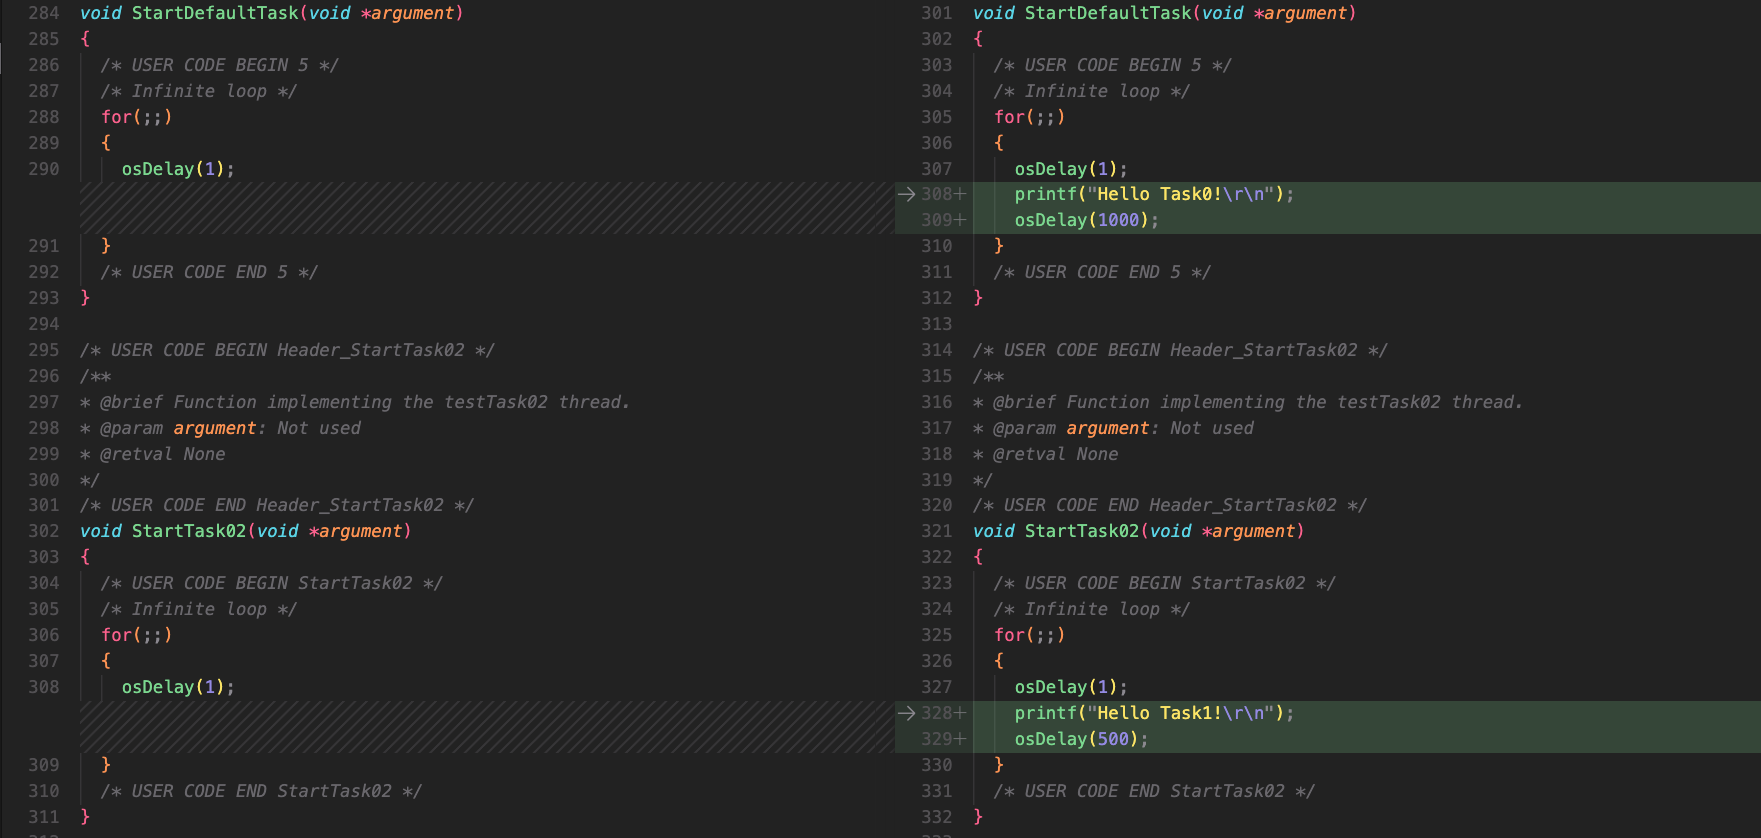 284 void StartDefaultTask(void *argument)
285 {
286 /* USER CODE BEGIN 5 */
287 /* Infinite loop */
288 for(;;)
289 {
290 osDelay(1);
291 }
292 /* USER CODE END 5 */
293 }
294
295 /* USER CODE BEGIN Header_StartTask02 */
296 /**
297 * @brief Function implementing the testTask02 thread.
298 * @param argument: Not used
299 * @retval None
300 */
301 /* USER CODE END Header_StartTask02 */
302 void StartTask02(void *argument)
303 {
304 /* USER CODE BEGIN StartTask02 */
305 /* Infinite loop */
306 for(;;)
307 {
308 osDelay(1);
309 }
310 /* USER CODE END StartTask02 */
311 }
301 void StartDefaultTask(void *argument)
302 {
303 /* USER CODE BEGIN 5 */
304 /* Infinite loop */
305 for(;;)
306 {
307 osDelay(1);
→308+ printf("Hello Task0!\r\n");
309+ osDelay(1000);
310 }
311 /* USER CODE END 5 */
312 }
313
314 /* USER CODE BEGIN Header_StartTask02 */
315 /**
316 * @brief Function implementing the testTask02 thread.
317 * @param argument: Not used
318 * @retval None
319 */
320 /* USER CODE END Header_StartTask02 */
321 void StartTask02(void *argument)
322 {
323 /* USER CODE BEGIN StartTask02 */
324 /* Infinite loop */
325 for(;;)
326 {
327 osDelay(1);
→328+ printf("Hello Task1!\r\n");
329+ osDelay(500);
330 }
331 /* USER CODE END StartTask02 */
332 }